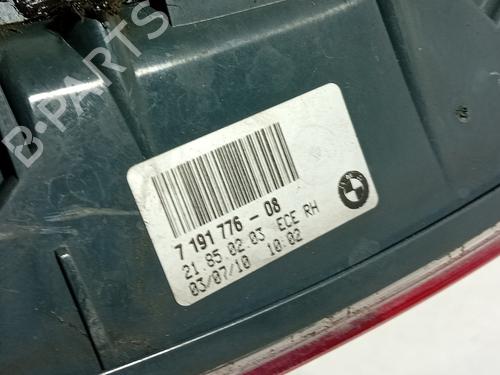 B-PARTS
7 191 776 - 08
21.85.02.03 ECE RH
03/07/10 10:02